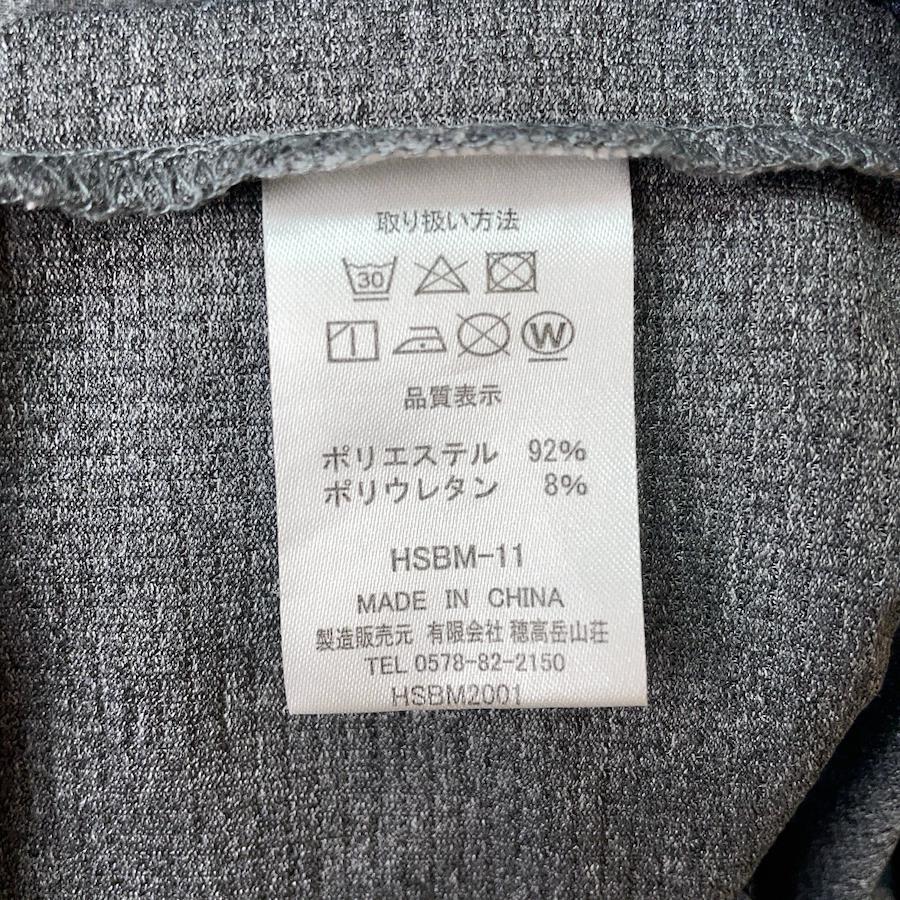 取り扱い方法
30
W
品質表示
ポリエステル 92%
ポリウレタン 8%
HSBM-11
MADE IN CHINA
製造販売元 有限会社 穂高岳山荘
TEL 0578-82-2150
HSBM2001